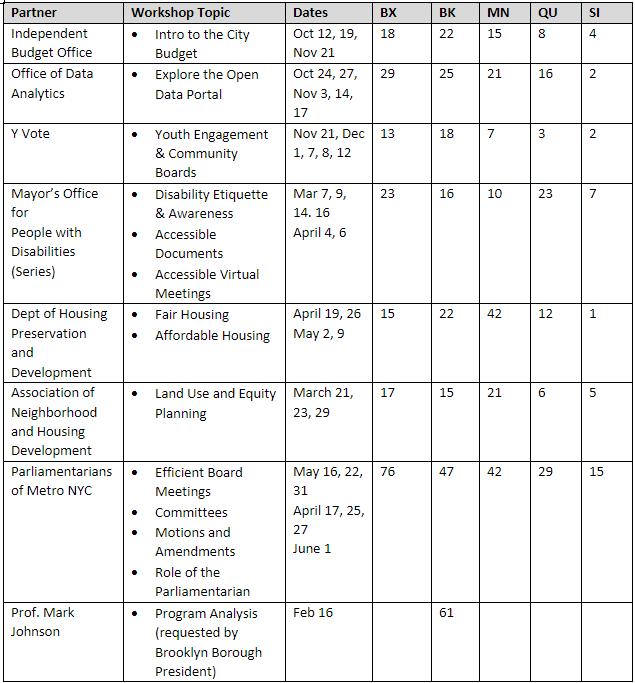 Partner Workshop Topic Dates BX BK MN QU SI
Independent • Intro to the City Oct 12, 19, 18 22 15 8 4
Budget Office Budget Nov 21
Office of Data • Explore the Open Oct 24, 27, 29 25 21 16 2
Analytics Data Portal Nov 3, 14,
17
Y Vote • Youth Engagement Nov 21, Dec 13 18 7 3 2
& Community 1, 7, 8, 12
Boards
Mayor’s Office • Disability Etiquette Mar 7, 9, 23 16 10 23 7
for & Awareness 14. 16
People with • Accessible April 4, 6
Disabilities Documents
(Series) • Accessible Virtual
Meetings
Dept of Housing • Fair Housing April 19, 26 15 22 42 12 1
Preservation • Affordable Housing May 2, 9
and
Development
Association of • Land Use and Equity March 21, 17 15 21 6 5
Neighborhood Planning 23, 29
and Housing
Development
Parliamentarians • Efficient Board May 16, 22, 76 47 42 29 15
of Metro NYC Meetings 31
• Committees April 17, 25,
• Motions and 27
Amendments June 1
• Role of the
Parliamentarian
Prof. Mark • Program Analysis Feb 16 61
Johnson (requested by
Brooklyn Borough
President)